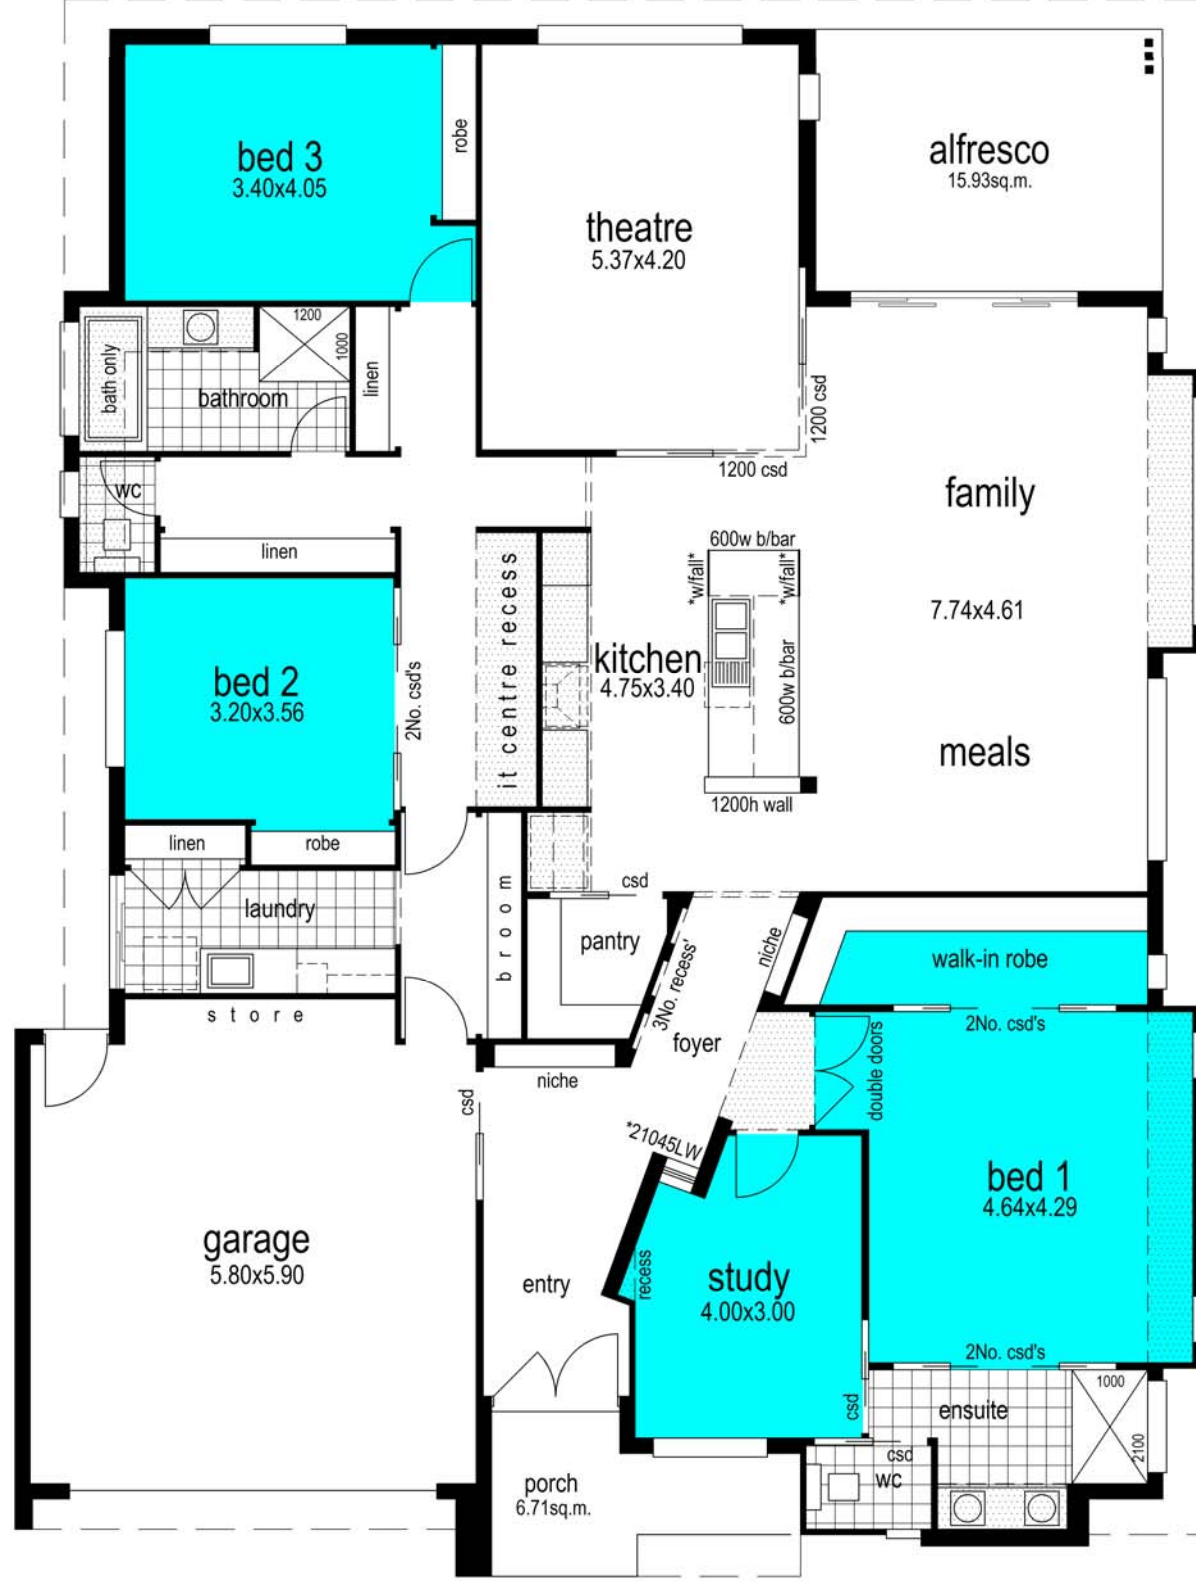 bed 3
3.40x4.05
robe
theatre
5.37x4.20
alfresco
15.93sq.m.
bath only
1200
1000
bathroom
linen
1200 csd
1200 csd
wc
linen
family
600w b/bar
*w/fall*
*w/fall*
7.74x4.61
it centre recess
kitchen
4.75x3.40
600w b/bar
bed 2
3.20x3.56
2No. csd's
meals
1200h wall
linen
robe
csd
laundry
broom
pantry
3No. recess'
niche
walk-in robe
store
2No. csd's
foyer
double doors
niche
csd
*21045LW
bed 1
4.64x4.29
garage
5.80x5.90
entry
recess
study
4.00x3.00
2No. csd's
1000
csd
ensuite
2100
csd
wc
porch
6.71sq.m.